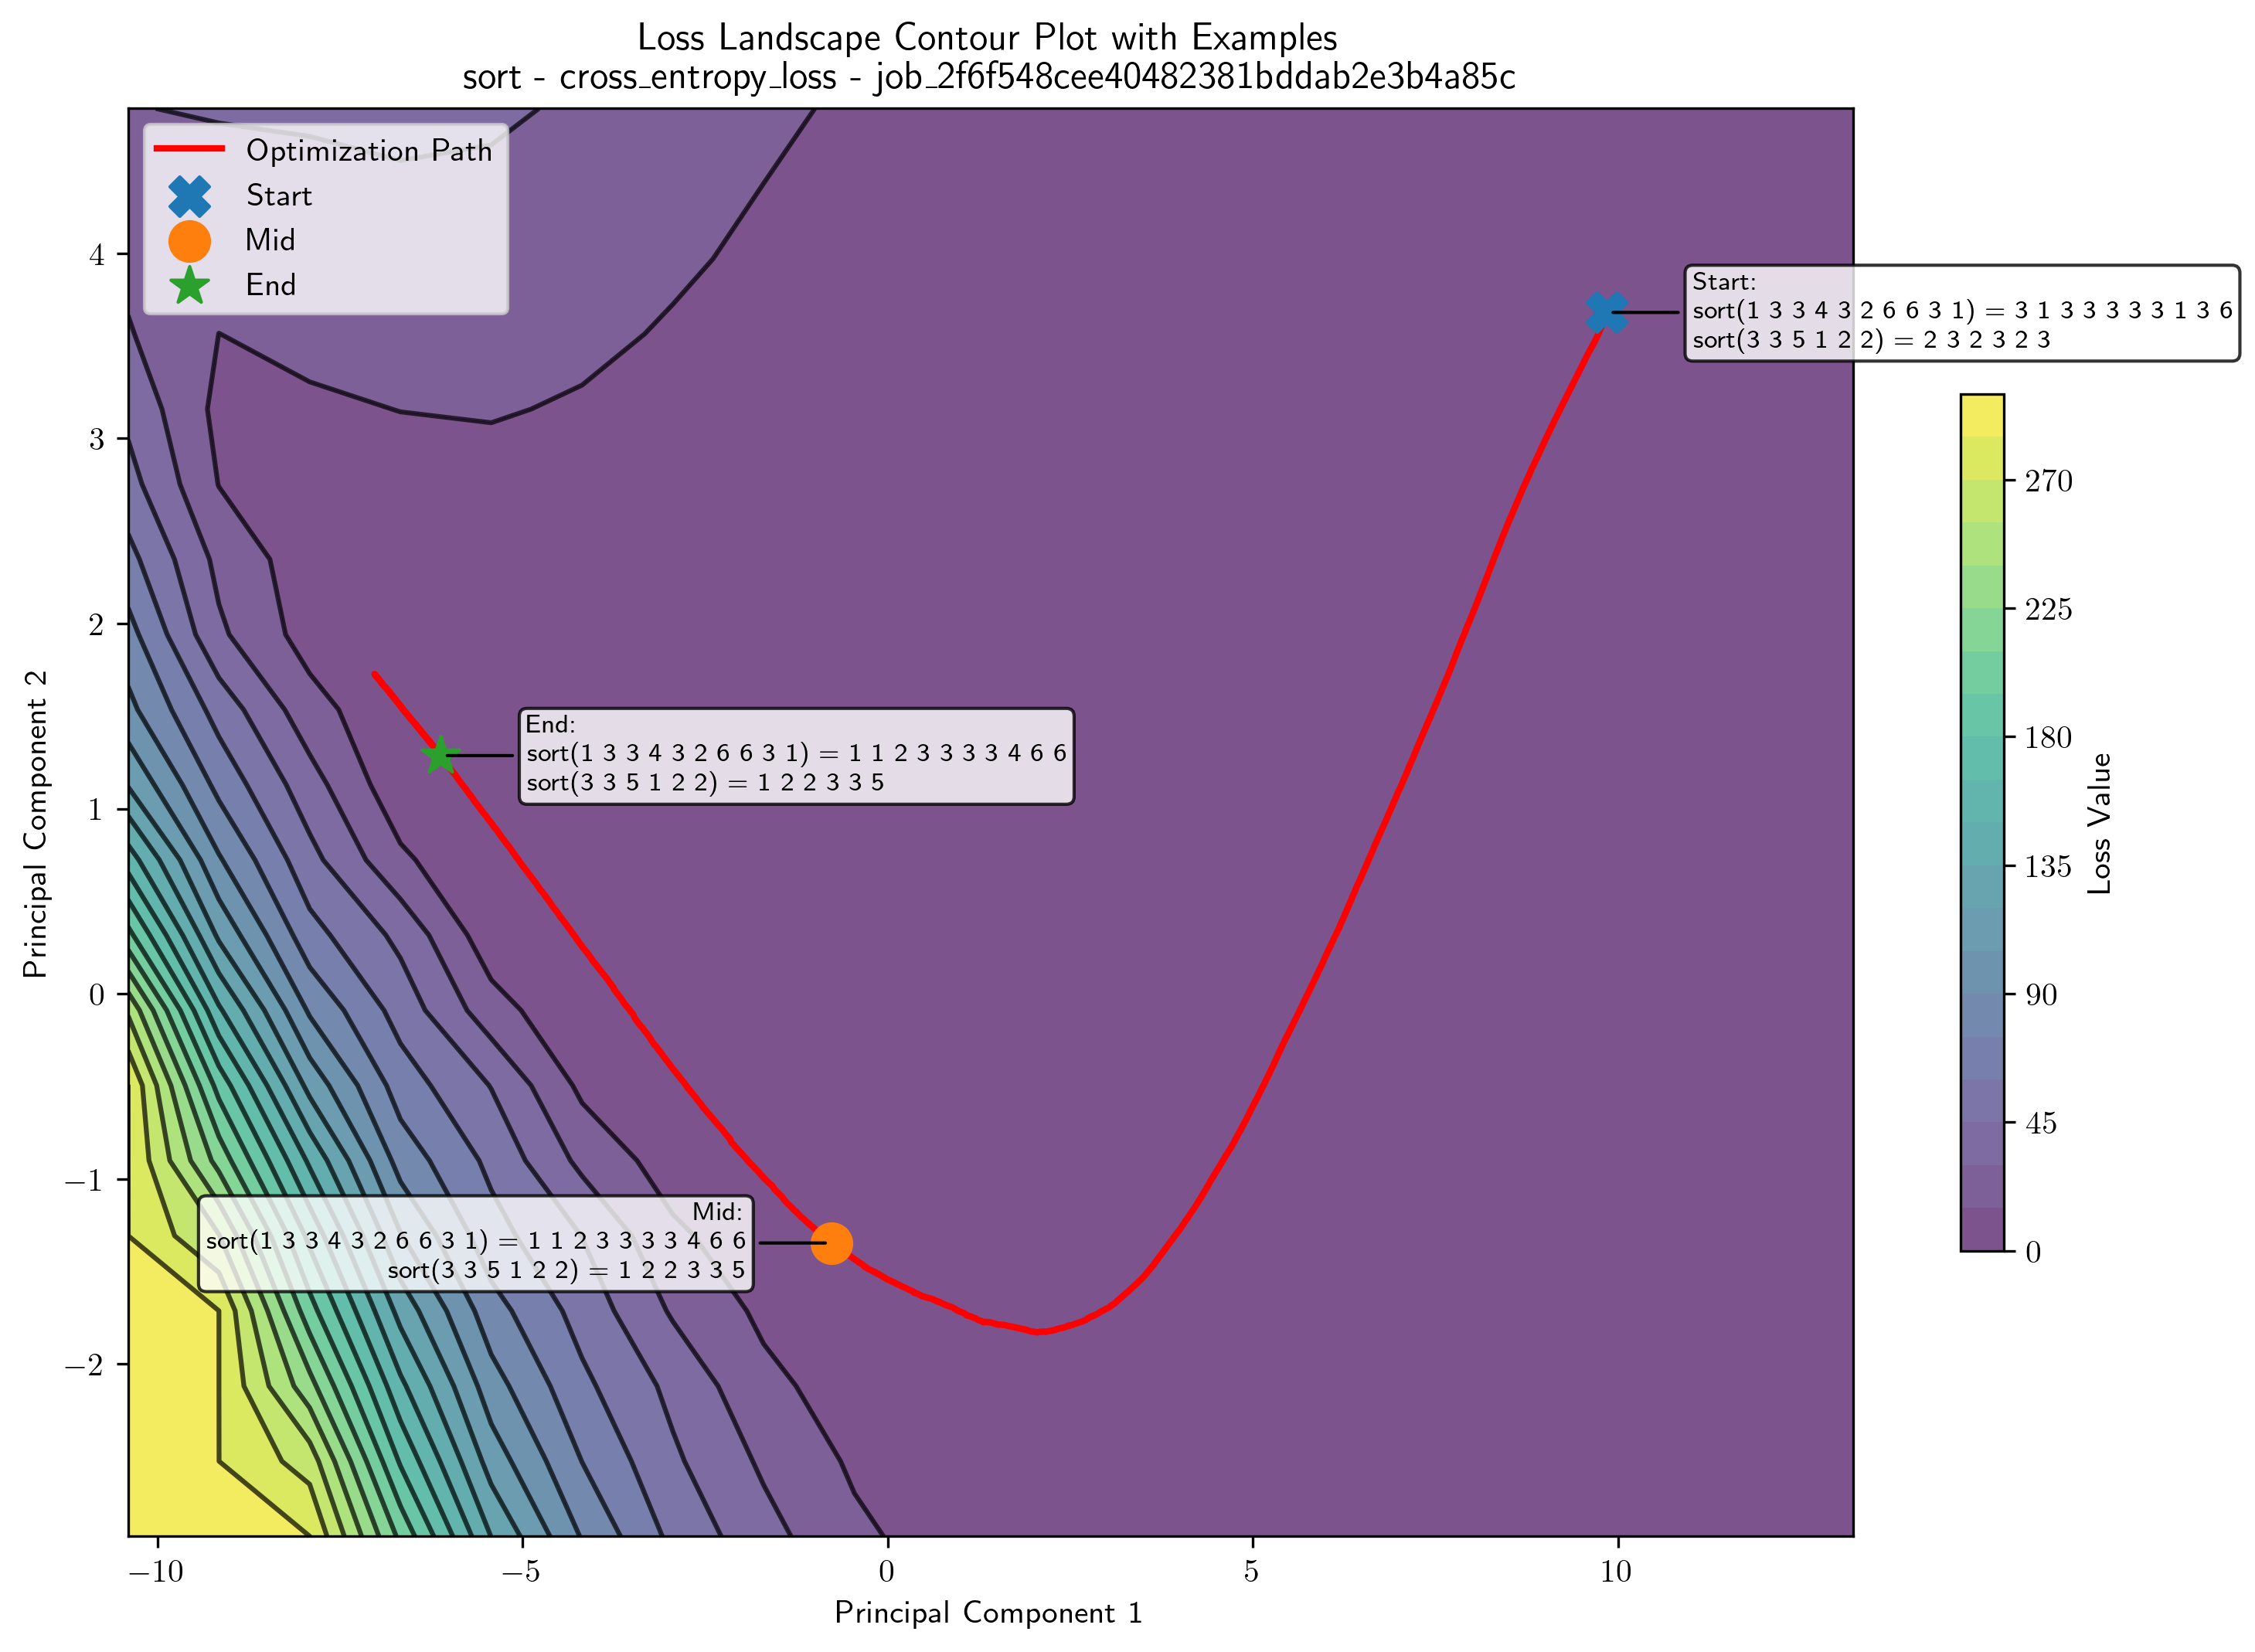 Loss Landscape Contour Plot with Examples
sort - cross_entropy_loss - job_2f6f548cee40482381bddab2e3b4a85c
Optimization Path
Start
Mid
End
Start:
sort(1 3 3 4 3 2 6 6 3 1) = 3 1 3 3 3 3 3 1 3 6
sort(3 3 5 1 2 2) = 2 3 2 3 2 3
End:
sort(1 3 3 4 3 2 6 6 3 1) = 1 1 2 3 3 3 3 4 6 6
sort(3 3 5 1 2 2) = 1 2 2 3 3 5
Mid:
sort(1 3 3 4 3 2 6 6 3 1) = 1 1 2 3 3 3 3 4 6 6
sort(3 3 5 1 2 2) = 1 2 2 3 3 5
4
3
2
1
0
−1
−2
Principal Component 2
−10
−5
0
5
10
Principal Component 1
270
225
180
135
90
45
0
Loss Value